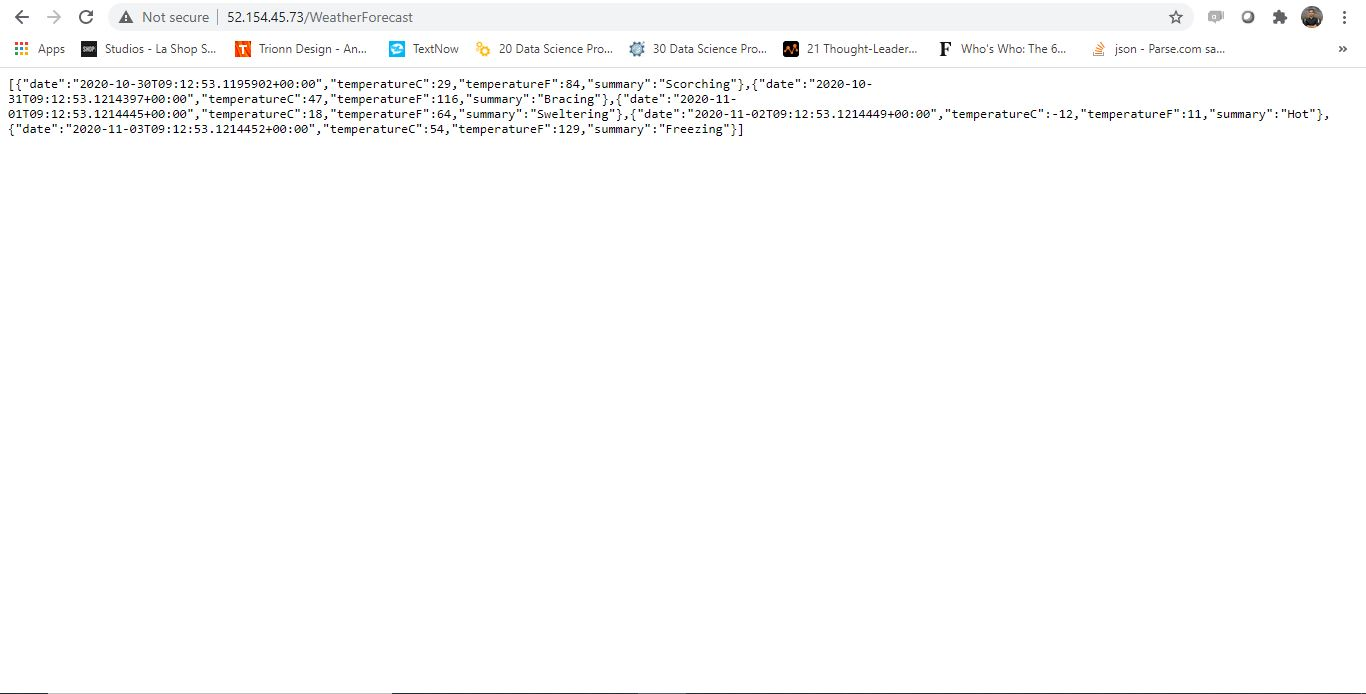 Not secure | 52.154.45.73/WeatherForecast
Apps SHOP Studios - La Shop S... T Trionn Design - An... TextNow 20 Data Science Pro... 30 Data Science Pro... 21 Thought-Leader... F Who's Who: The 6... json - Parse.com sa... »
[{"date":"2020-10-30T09:12:53.1195902+00:00","temperatureC":29,"temperatureF":84,"summary":"Scorching"},{"date":"2020-10-
31T09:12:53.1214397+00:00","temperatureC":47,"temperatureF":116,"summary":"Bracing"},{"date":"2020-11-
01T09:12:53.1214445+00:00","temperatureC":18,"temperatureF":64,"summary":"Sweltering"},{"date":"2020-11-02T09:12:53.1214449+00:00","temperatureC":-12,"temperatureF":11,"summary":"Hot"},
{"date":"2020-11-03T09:12:53.1214452+00:00","temperatureC":54,"temperatureF":129,"summary":"Freezing"}]